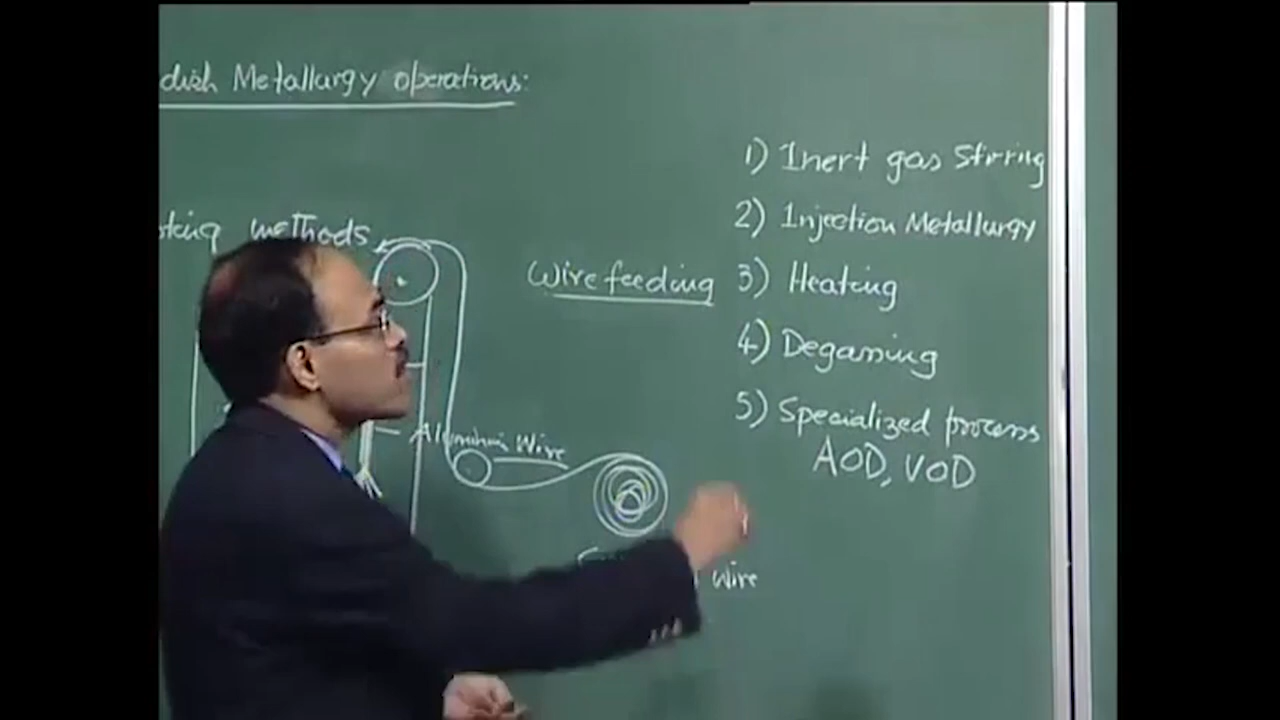 dish Metallurgy operations:
methods
Wire feeding
Aluminium Wire
wire
1) Inert gas Stirring
2) Injection Metallurgy
3) Heating
4) Degassing
5) Specialized process
AOD, VOD